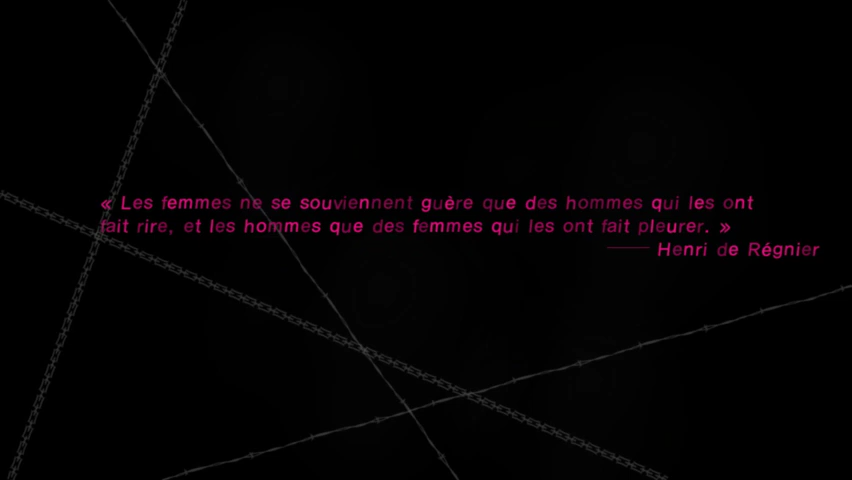 « Les femmes ne se souviennent guère que des hommes qui les ont
fait rire, et les hommes que des femmes qui les ont fait pleurer. »
—— Henri de Régnier